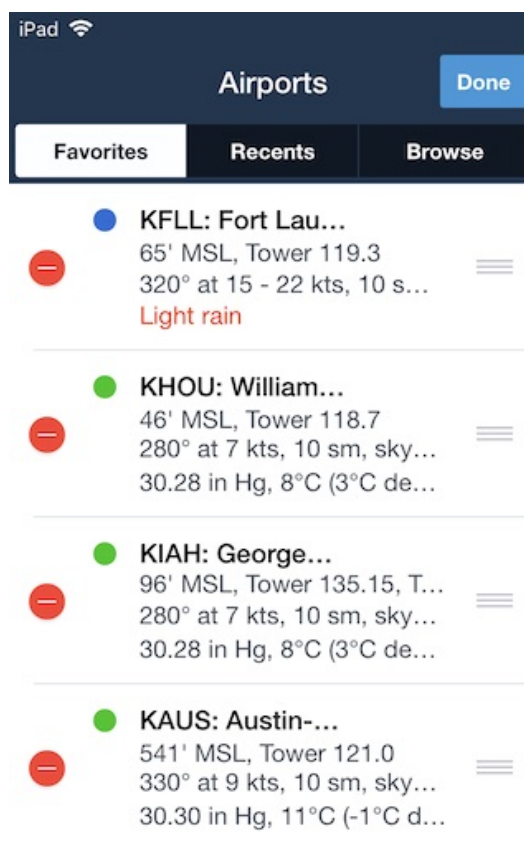 iPad
Airports
Done
Favorites
Recents
Browse
KFLL: Fort Lau...
65' MSL, Tower 119.3
320° at 15 - 22 kts, 10 s...
Light rain
KHOU: William...
46' MSL, Tower 118.7
280° at 7 kts, 10 sm, sky...
30.28 in Hg, 8°C (3°C de...
KIAH: George...
96' MSL, Tower 135.15, T...
280° at 7 kts, 10 sm, sky...
30.28 in Hg, 8°C (3°C de...
KAUS: Austin-...
541' MSL, Tower 121.0
330° at 9 kts, 10 sm, sky...
30.30 in Hg, 11°C (-1°C d...